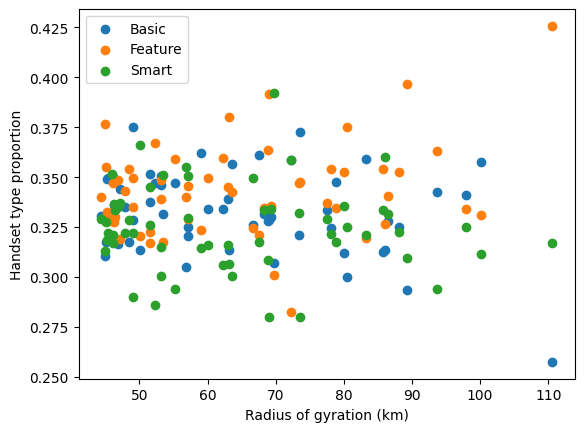 0.425
0.400
0.375
0.350
0.325
0.300
0.275
0.250
Handset type proportion
Basic
Feature
Smart
50 60 70 80 90 100 110
Radius of gyration (km)